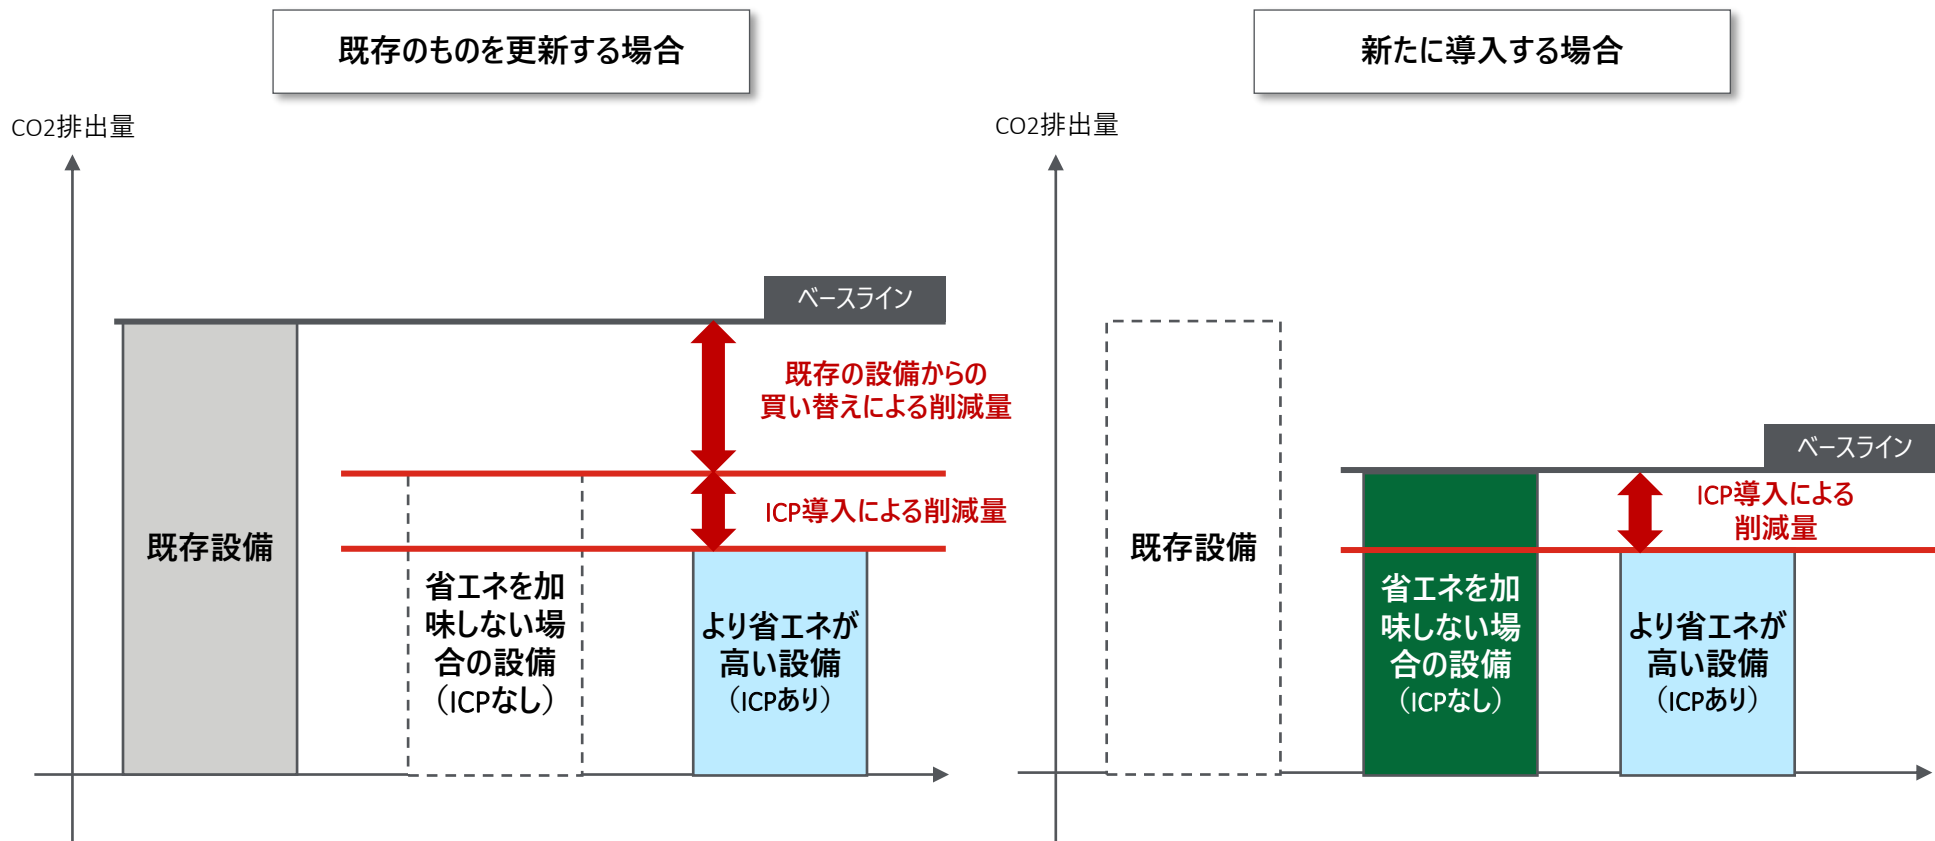 既存のものを更新する場合
CO2排出量
ベースライン
既存の設備からの
買い替えによる削減量
ICP導入による削減量
既存設備
省エネを加
味しない場
合の設備
（ICPなし）
より省エネが
高い設備
（ICPあり）
新たに導入する場合
CO2排出量
ベースライン
ICP導入による
削減量
既存設備
省エネを加
味しない場
合の設備
（ICPなし）
より省エネが
高い設備
（ICPあり）